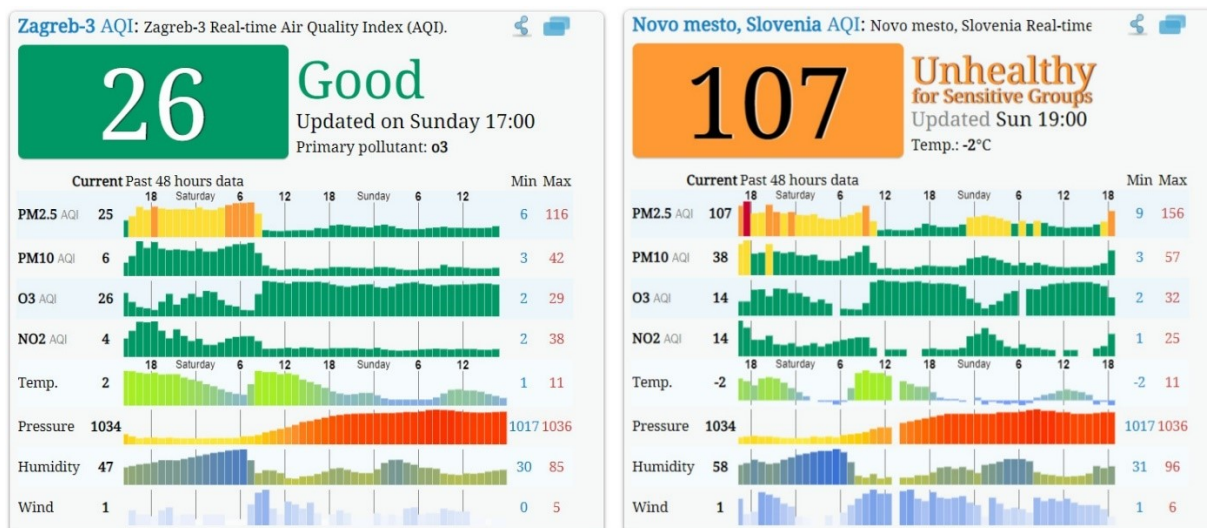 Zagreb-3 AQI: Zagreb-3 Real-time Air Quality Index (AQI).
26
Good
Updated on Sunday 17:00
Primary pollutant: o3
Current Past 48 hours data Min Max
18 Saturday 6 12 18 Sunday 6 12
PM2.5 AQI 25 6 116
PM10 AQI 6 3 42
O3 AQI 26 2 29
NO2 AQI 4 2 38
18 Saturday 6 12 18 Sunday 6 12
Temp. 2 1 11
Pressure 1034 1017 1036
Humidity 47 30 85
Wind 1 0 5
Novo mesto, Slovenia AQI: Novo mesto, Slovenia Real-time
107
Unhealthy
for Sensitive Groups
Updated Sun 19:00
Temp.: -2°C
Current Past 48 hours data Min Max
18 Saturday 6 12 18 Sunday 6 12 18
PM2.5 AQI 107 9 156
PM10 AQI 38 3 57
O3 AQI 14 2 32
NO2 AQI 14 1 25
18 Saturday 6 12 18 Sunday 6 12 18
Temp. -2 -2 11
Pressure 1034 1017 1036
Humidity 58 31 96
Wind 1 1 6